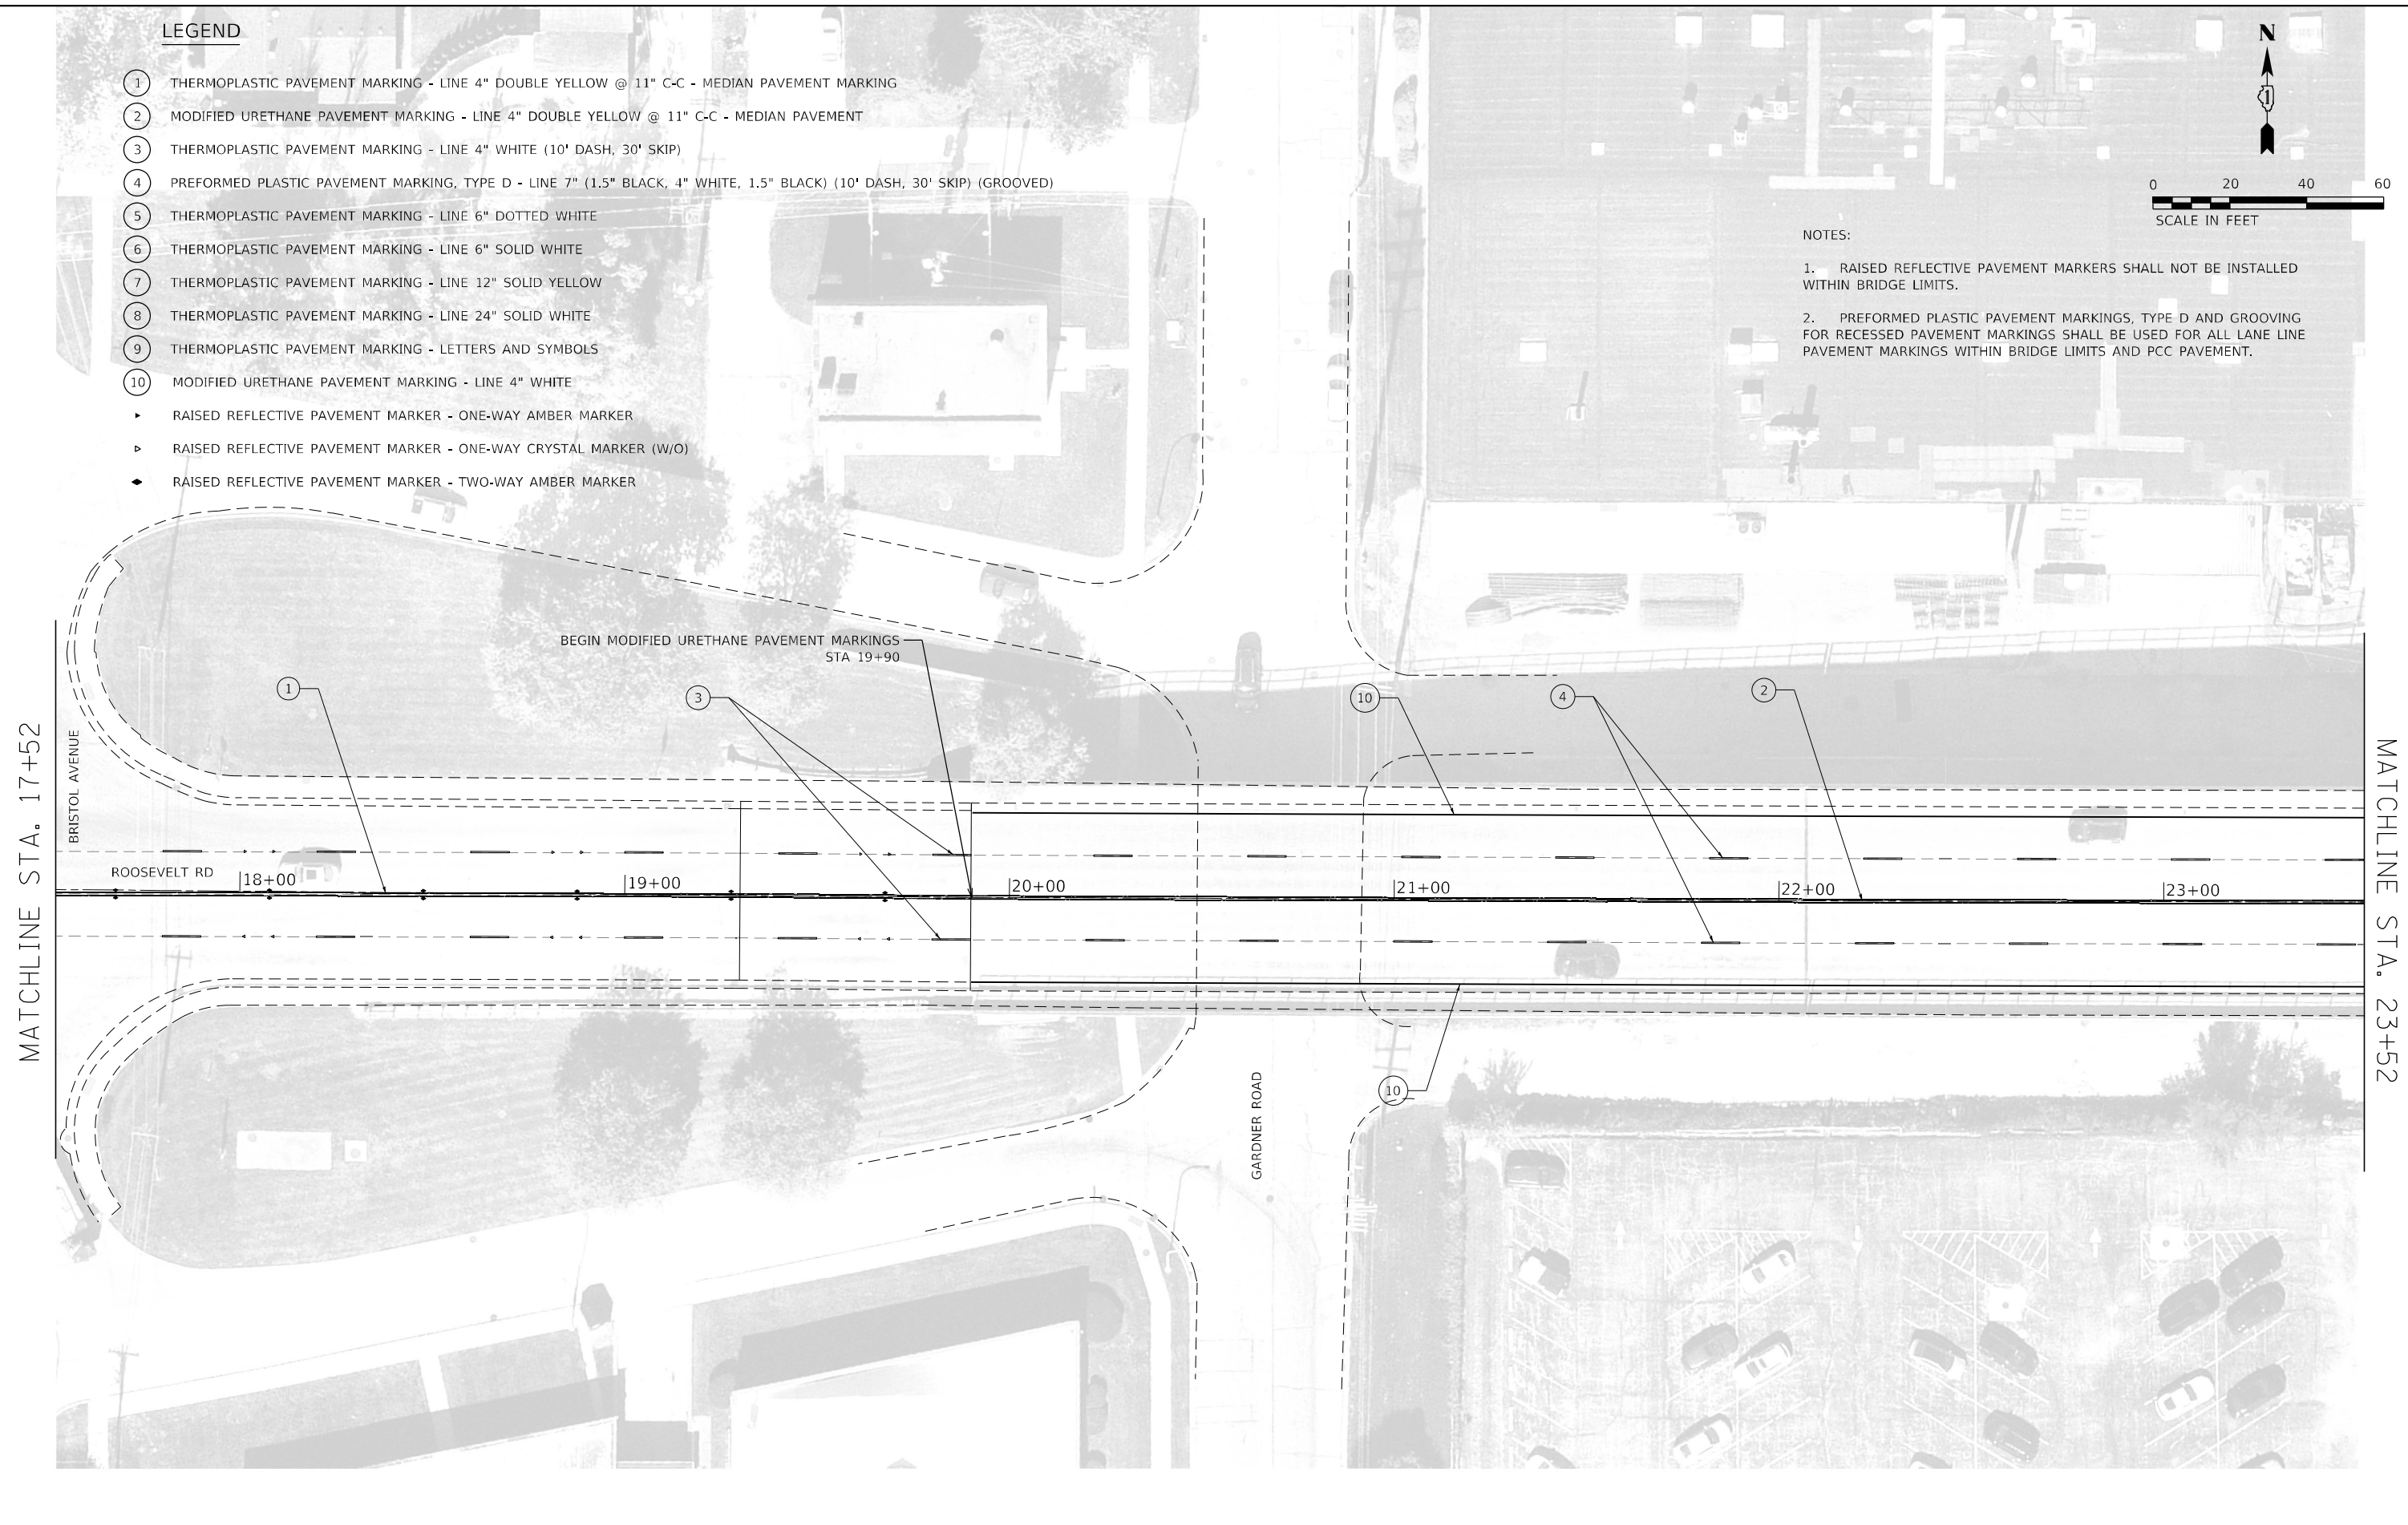 LEGEND
1 THERMOPLASTIC PAVEMENT MARKING - LINE 4" DOUBLE YELLOW @ 11" C-C - MEDIAN PAVEMENT MARKING
2 MODIFIED URETHANE PAVEMENT MARKING - LINE 4" DOUBLE YELLOW @ 11" C-C - MEDIAN PAVEMENT
3 THERMOPLASTIC PAVEMENT MARKING - LINE 4" WHITE (10' DASH, 30' SKIP)
4 PREFORMED PLASTIC PAVEMENT MARKING, TYPE D - LINE 7" (1.5" BLACK, 4" WHITE, 1.5" BLACK) (10' DASH, 30' SKIP) (GROOVED)
5 THERMOPLASTIC PAVEMENT MARKING - LINE 6" DOTTED WHITE
6 THERMOPLASTIC PAVEMENT MARKING - LINE 6" SOLID WHITE
7 THERMOPLASTIC PAVEMENT MARKING - LINE 12" SOLID YELLOW
8 THERMOPLASTIC PAVEMENT MARKING - LINE 24" SOLID WHITE
9 THERMOPLASTIC PAVEMENT MARKING - LETTERS AND SYMBOLS
10 MODIFIED URETHANE PAVEMENT MARKING - LINE 4" WHITE
RAISED REFLECTIVE PAVEMENT MARKER - ONE-WAY AMBER MARKER
RAISED REFLECTIVE PAVEMENT MARKER - ONE-WAY CRYSTAL MARKER (W/O)
RAISED REFLECTIVE PAVEMENT MARKER - TWO-WAY AMBER MARKER
N
1
0 20 40 60
SCALE IN FEET
NOTES:
1. RAISED REFLECTIVE PAVEMENT MARKERS SHALL NOT BE INSTALLED
WITHIN BRIDGE LIMITS.
2. PREFORMED PLASTIC PAVEMENT MARKINGS, TYPE D AND GROOVING
FOR RECESSED PAVEMENT MARKINGS SHALL BE USED FOR ALL LANE LINE
PAVEMENT MARKINGS WITHIN BRIDGE LIMITS AND PCC PAVEMENT.
BEGIN MODIFIED URETHANE PAVEMENT MARKINGS
STA 19+90
1
3
10
4
2
MATCHLINE STA. 17+52
BRISTOL AVENUE
ROOSEVELT RD
18+00
19+00
20+00
21+00
22+00
23+00
MATCHLINE STA. 23+52
10
GARDNER ROAD